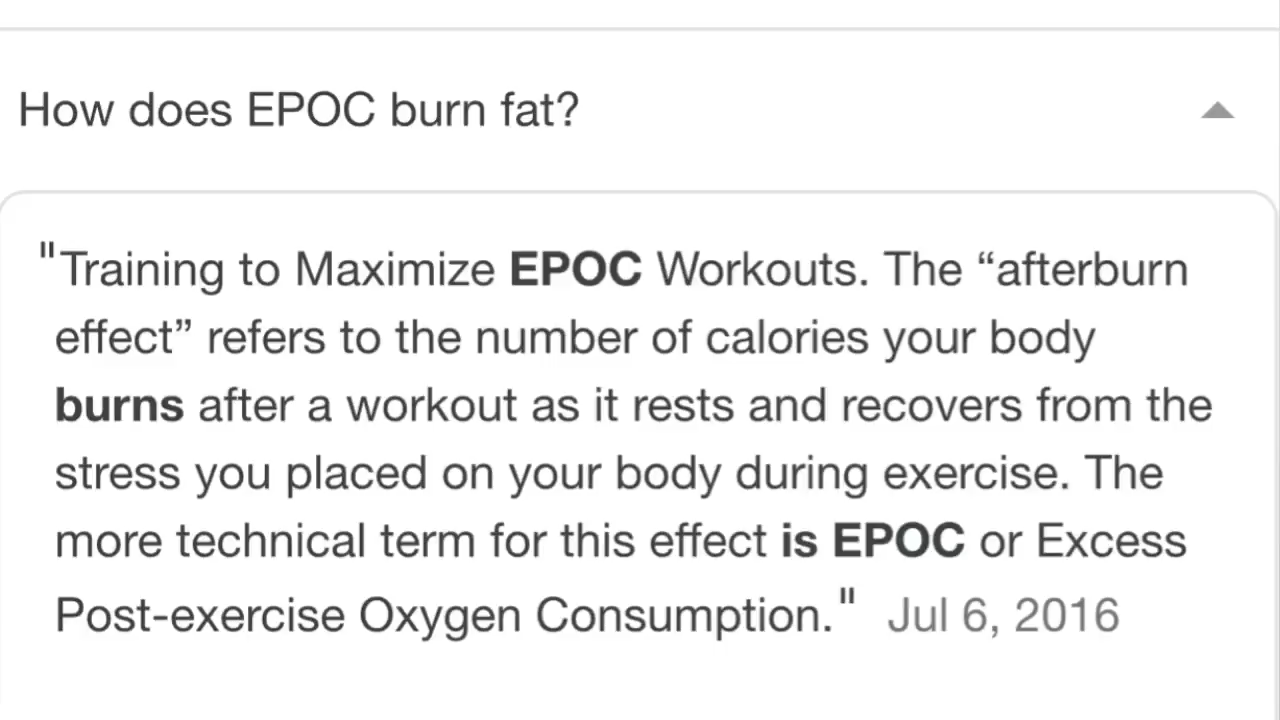 How does EPOC burn fat?
"Training to Maximize EPOC Workouts. The “afterburn
effect” refers to the number of calories your body
burns after a workout as it rests and recovers from the
stress you placed on your body during exercise. The
more technical term for this effect is EPOC or Excess
Post-exercise Oxygen Consumption." Jul 6, 2016